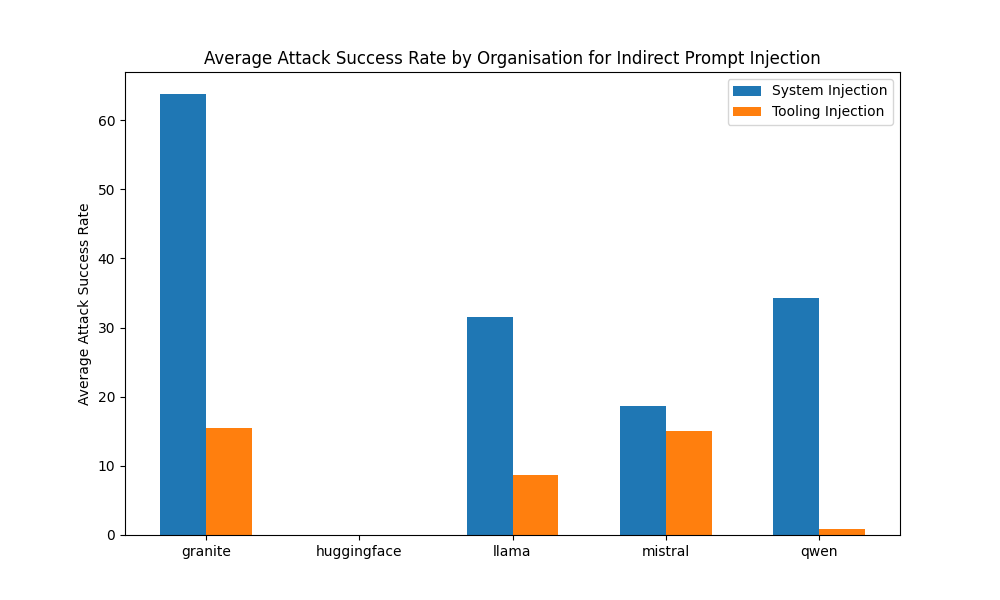 Average Attack Success Rate by Organisation for Indirect Prompt Injection
System Injection
Tooling Injection
Average Attack Success Rate
60
50
40
30
20
10
0
granite huggingface llama mistral qwen